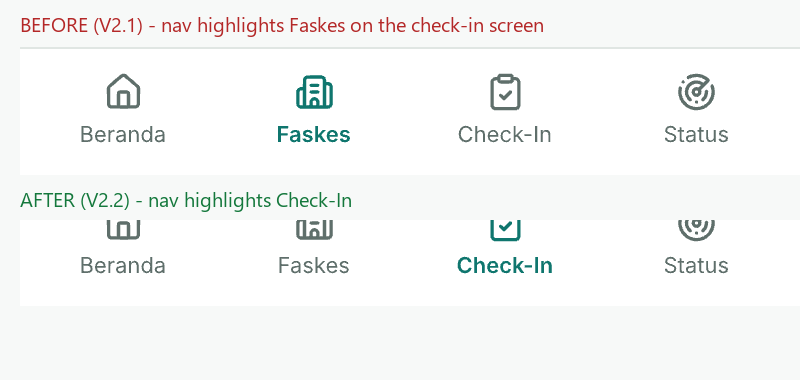 BEFORE (V2.1) - nav highlights Faskes on the check-in screen
Beranda Faskes Check-In Status
AFTER (V2.2) - nav highlights Check-In
Beranda Faskes Check-In Status